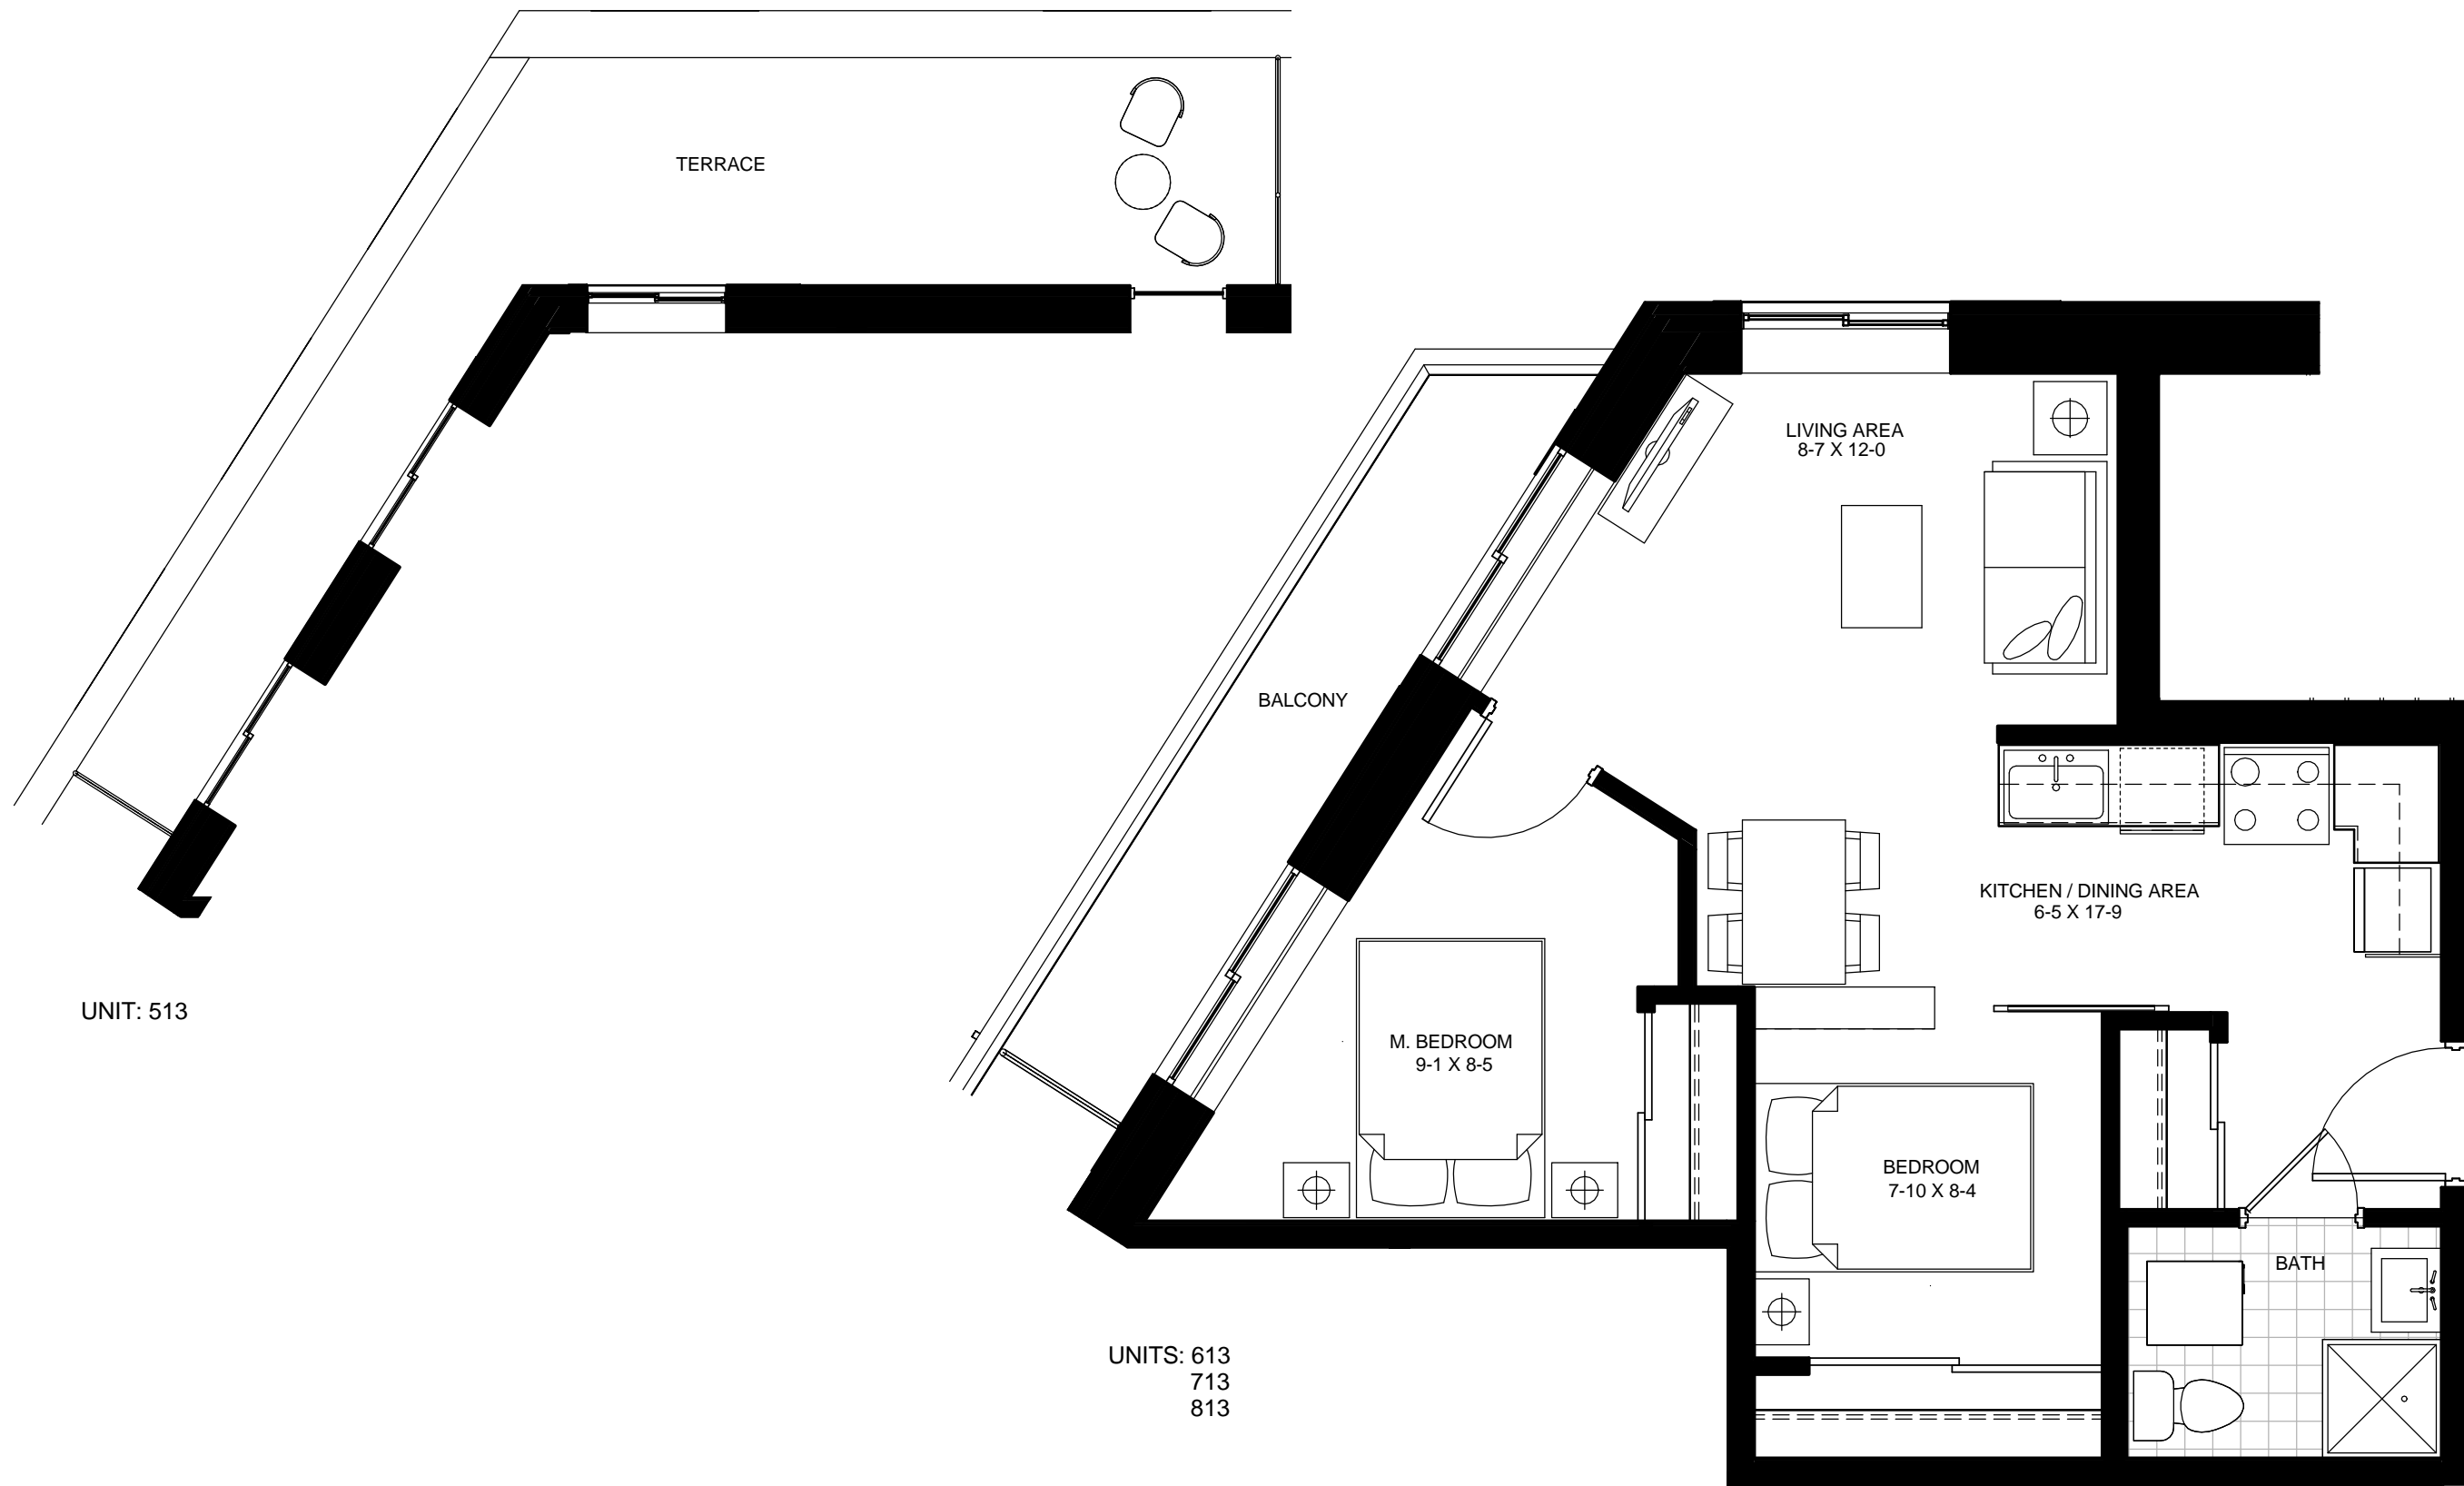 TERRACE
LIVING AREA
8-7 X 12-0
BALCONY
KITCHEN / DINING AREA
6-5 X 17-9
UNIT: 513
M. BEDROOM
9-1 X 8-5
BEDROOM
7-10 X 8-4
BATH
UNITS: 613
713
813